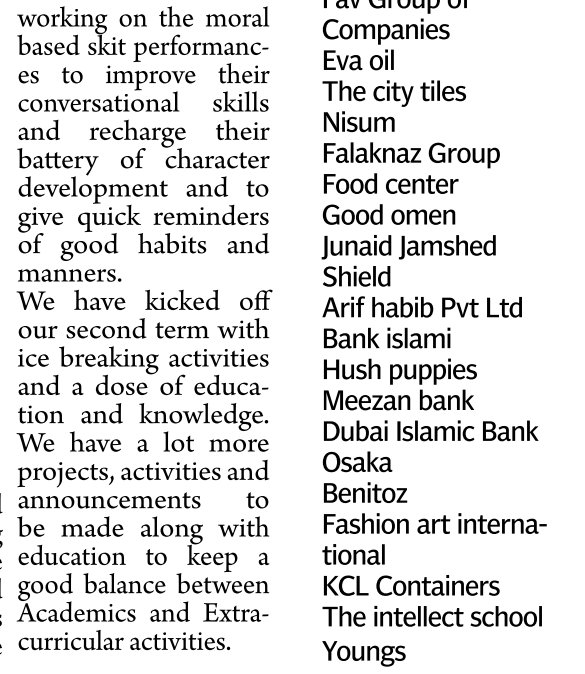 working on the moral
based skit performanc-
es to improve their
conversational skills
and recharge their
battery of character
development and to
give quick reminders
of good habits and
manners.
We have kicked off
our second term with
ice breaking activities
and a dose of educa-
tion and knowledge.
We have a lot more
projects, activities and
announcements to
be made along with
education to keep a
good balance between
Academics and Extra-
curricular activities.
Fav Group of
Companies
Eva oil
The city tiles
Nisum
Falaknaz Group
Food center
Good omen
Junaid Jamshed
Shield
Arif habib Pvt Ltd
Bank islami
Hush puppies
Meezan bank
Dubai Islamic Bank
Osaka
Benitoz
Fashion art interna-
tional
KCL Containers
The intellect school
Youngs